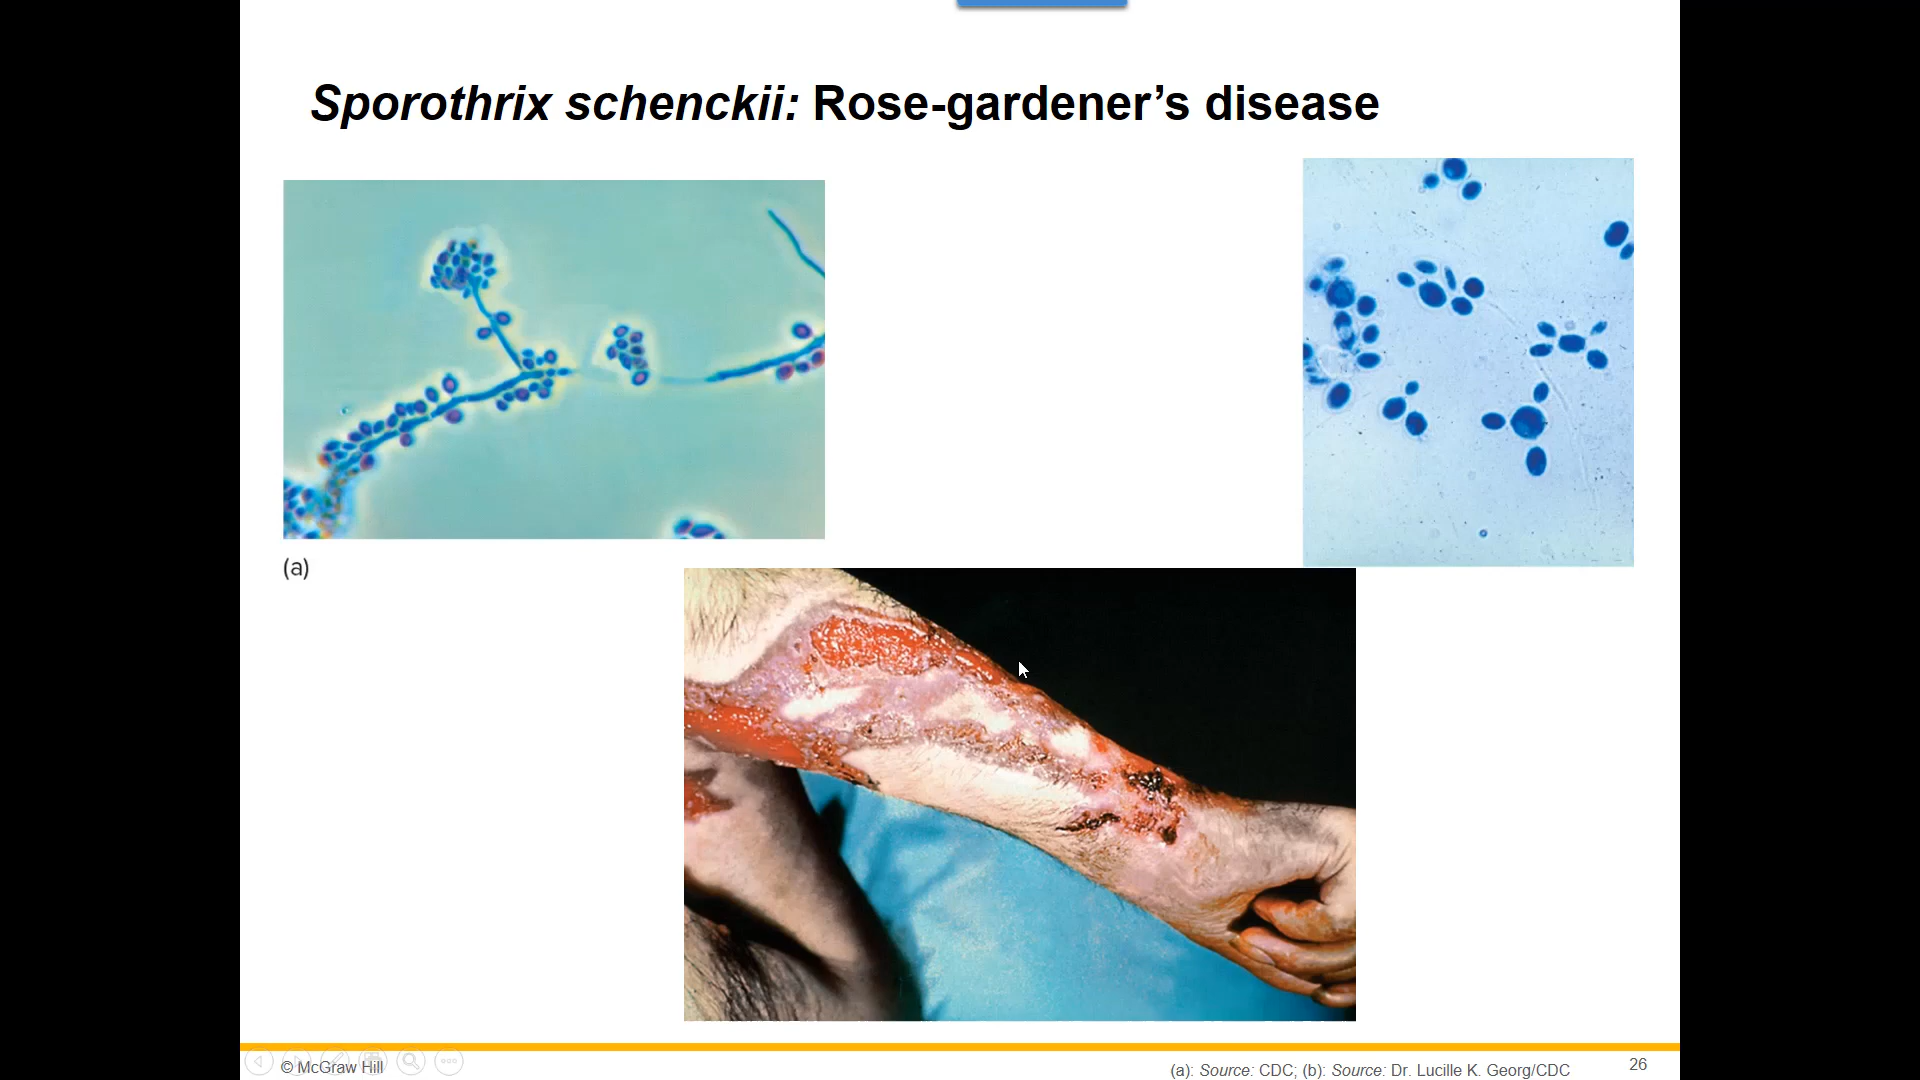 Sporothrix schenckii: Rose-gardener’s disease
(a)
© McGraw Hill
(a): Source: CDC; (b): Source: Dr. Lucille K. Georg/CDC
26